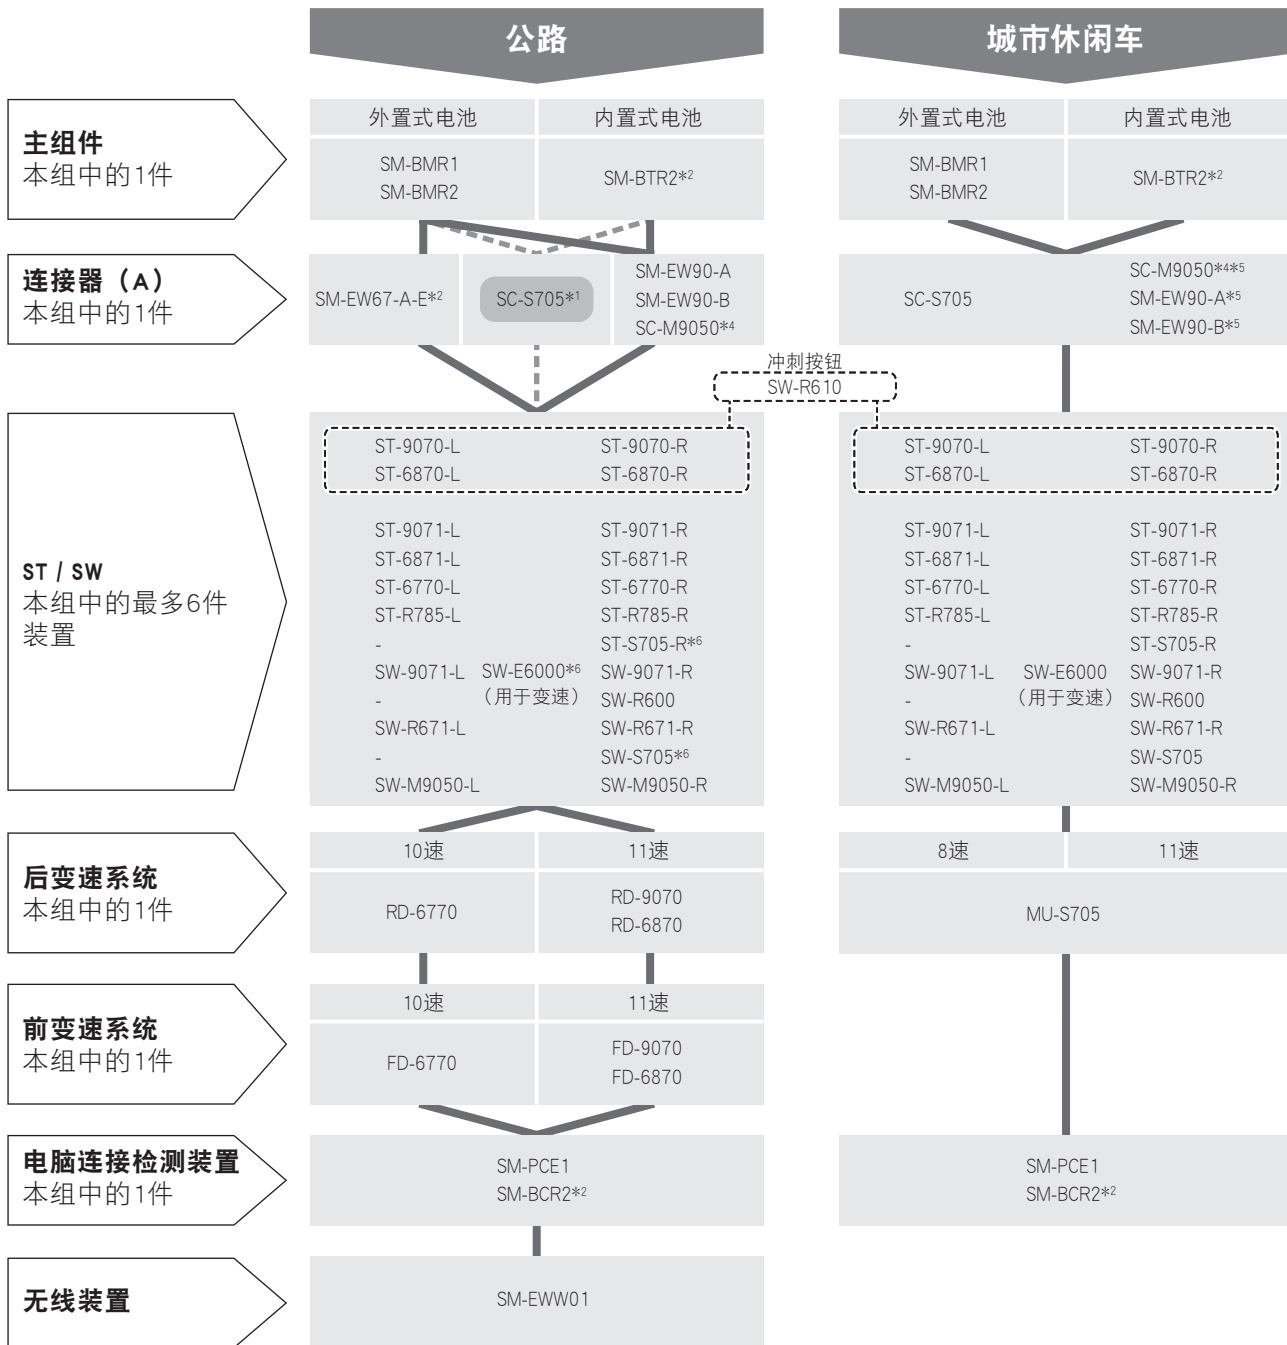 公路
城市休闲车
主组件
本组中的1件
外置式电池
内置式电池
SM-BMR1
SM-BMR2
SM-BTR2*2
外置式电池
内置式电池
SM-BMR1
SM-BMR2
SM-BTR2*2
连接器（A）
本组中的1件
SM-EW67-A-E*2
SC-S705*1
SM-EW90-A
SM-EW90-B
SC-M9050*4
SC-S705
SC-M9050*4*5
SM-EW90-A*5
SM-EW90-B*5
冲刺按钮
SW-R610
ST / SW
本组中的最多6件
装置
ST-9070-L ST-9070-R
ST-6870-L ST-6870-R
ST-9071-L ST-9071-R
ST-6871-L ST-6871-R
ST-6770-L ST-6770-R
ST-R785-L ST-R785-R
- ST-S705-R*6
SW-9071-L SW-E6000*6 SW-9071-R
- （用于变速） SW-R600
SW-R671-L SW-R671-R
- SW-S705*6
SW-M9050-L SW-M9050-R
ST-9070-L ST-9070-R
ST-6870-L ST-6870-R
ST-9071-L ST-9071-R
ST-6871-L ST-6871-R
ST-6770-L ST-6770-R
ST-R785-L ST-R785-R
- ST-S705-R
SW-9071-L SW-E6000 SW-9071-R
- （用于变速） SW-R600
SW-R671-L SW-R671-R
- SW-S705
SW-M9050-L SW-M9050-R
后变速系统
本组中的1件
10速
11速
RD-6770
RD-9070
RD-6870
8速
11速
MU-S705
前变速系统
本组中的1件
10速
11速
FD-6770
FD-9070
FD-6870
电脑连接检测装置
本组中的1件
SM-PCE1
SM-BCR2*2
SM-PCE1
SM-BCR2*2
无线装置
SM-EWW01